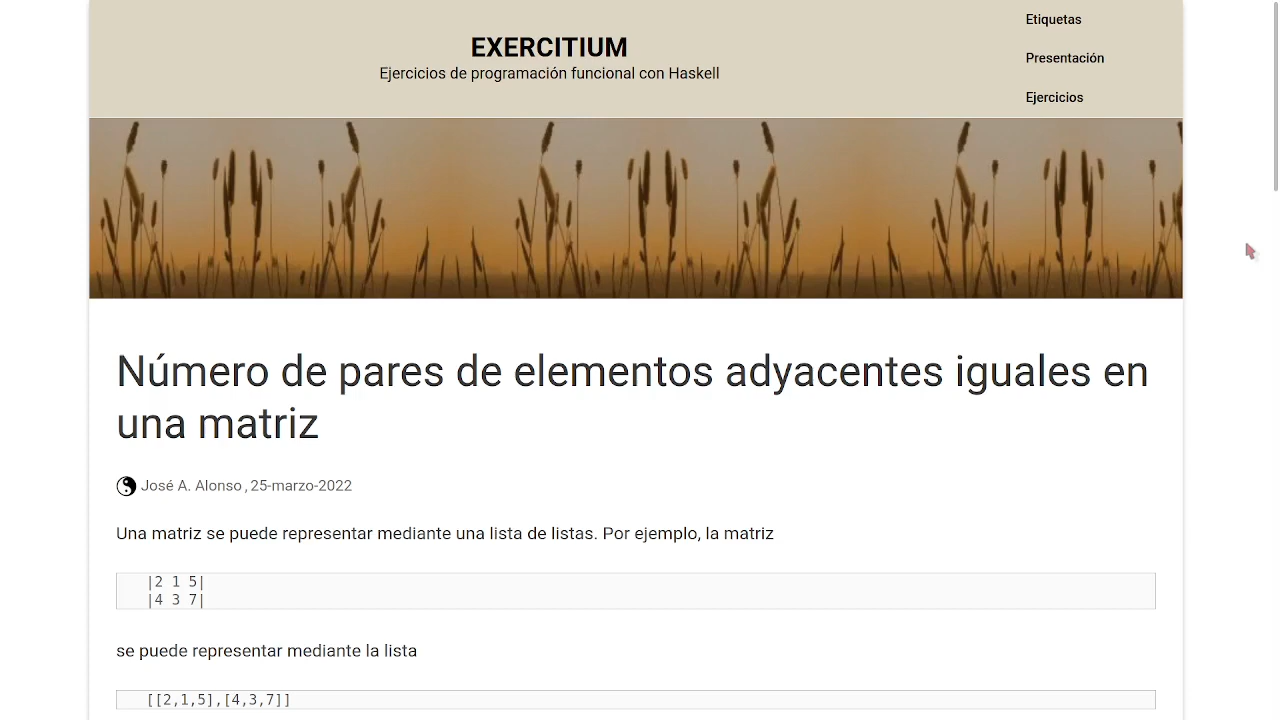 EXERCITIUM
Ejercicios de programación funcional con Haskell
Etiquetas
Presentación
Ejercicios
Número de pares de elementos adyacentes iguales en
una matriz
José A. Alonso , 25-marzo-2022
Una matriz se puede representar mediante una lista de listas. Por ejemplo, la matriz
|2 1 5|
|4 3 7|
se puede representar mediante la lista
[[2,1,5],[4,3,7]]